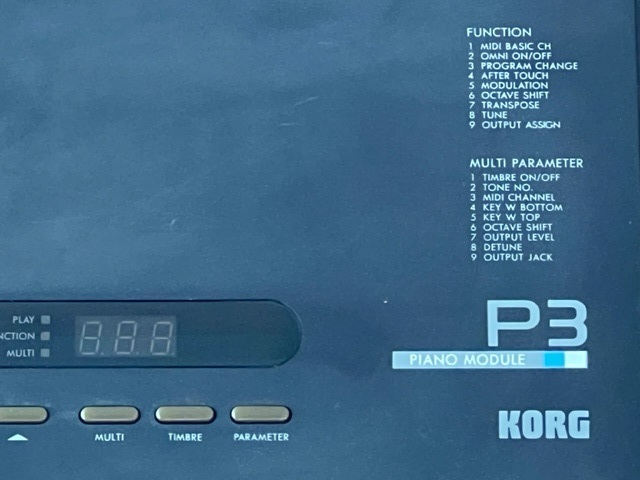 FUNCTION
1 MIDI BASIC CH
2 OMNI ON/OFF
3 PROGRAM CHANGE
4 AFTER TOUCH
5 MODULATION
6 OCTAVE SHIFT
7 TRANSPOSE
8 TUNE
9 OUTPUT ASSIGN
MULTI PARAMETER
1 TIMBRE ON/OFF
2 TONE NO.
3 MIDI CHANNEL
4 KEY W BOTTOM
5 KEY W TOP
6 OCTAVE SHIFT
7 OUTPUT LEVEL
8 DETUNE
9 OUTPUT JACK
PLAY
NCTION
MULTI
P3
PIANO MODULE
MULTI TIMBRE PARAMETER
KORG